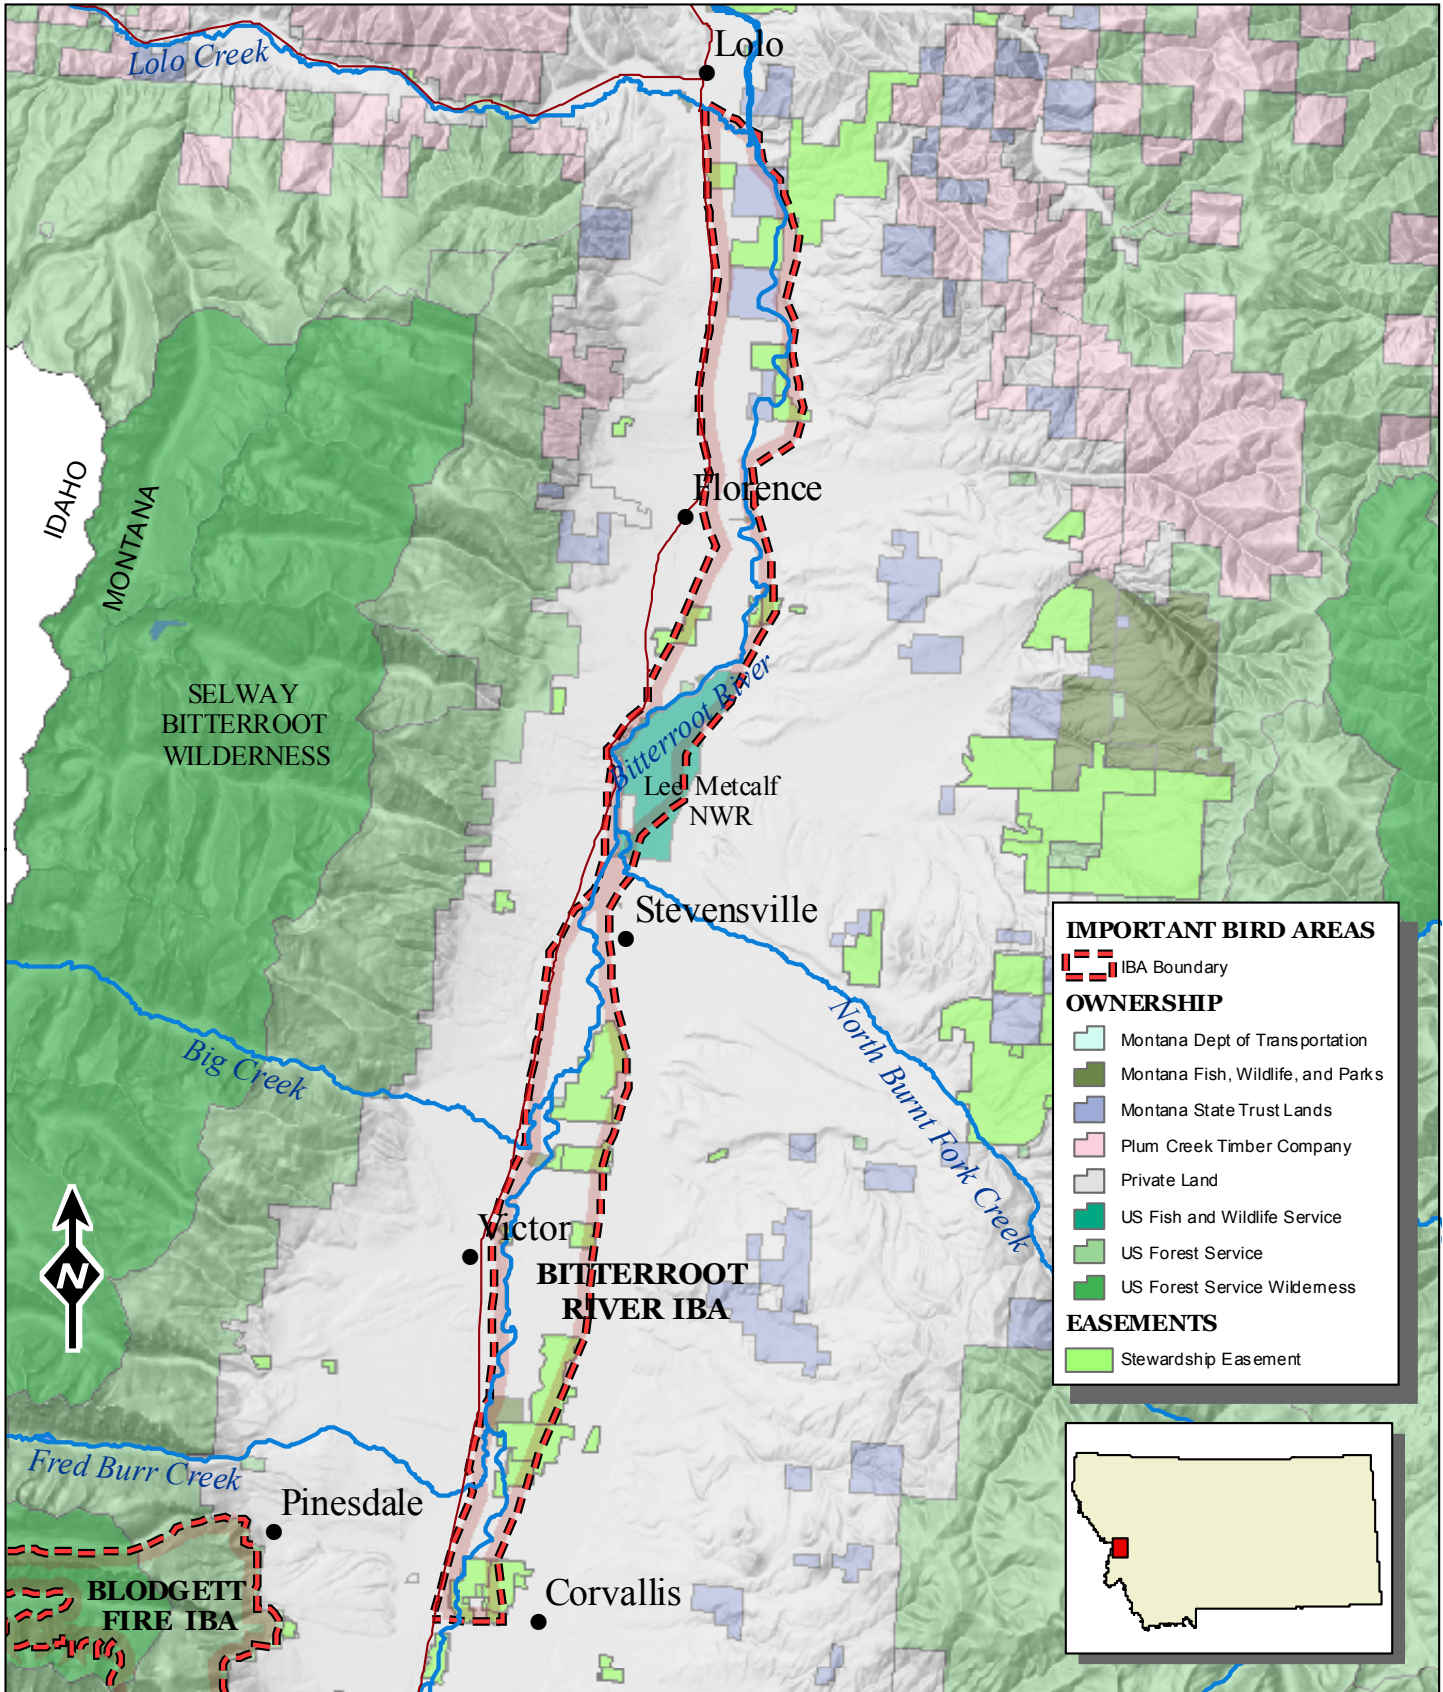 Lolo
Lolo Creek
IDAHO
MONTANA
Florence
SELWAY
BITTERROOT
WILDERNESS
Bitterroot River
Lee Metcalf
NWR
Stevensville
North Burnt Fork Creek
Big Creek
Victor
BITTERROOT
RIVER IBA
N
Fred Burr Creek
Pinesdale
BLODGETT
FIRE IBA
Corvallis
IMPORTANT BIRD AREAS
IBA Boundary
OWNERSHIP
Montana Dept of Transportation
Montana Fish, Wildlife, and Parks
Montana State Trust Lands
Plum Creek Timber Company
Private Land
US Fish and Wildlife Service
US Forest Service
US Forest Service Wilderness
EASEMENTS
Stewardship Easement